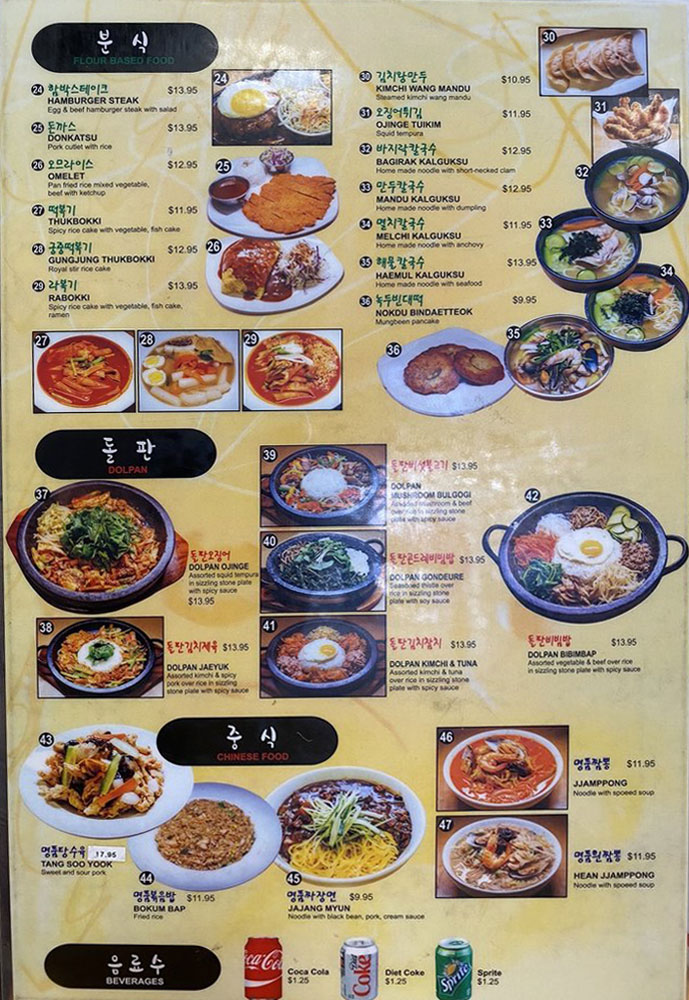 분식
FLOUR BASED FOOD
24 함박스테이크 $13.95
HAMBURGER STEAK
Egg & beef hamburger steak with salad
25 돈까스 $13.95
DONKATSU
Pork cutlet with rice
26 오므라이스 $12.95
OMELET
Pan fried rice mixed vegetable,
beef with ketchup
27 떡볶기 $11.95
THUKBOKKI
Spicy rice cake with vegetable, fish cake
28 궁중떡볶기 $12.95
GUNGJUNG THUKBOKKI
Royal stir rice cake
29 라볶기 $13.95
RABOKKI
Spicy rice cake with vegetable, fish cake,
ramen
24
25
26
27
28
29
30 김치왕만두 $10.95
KIMCHI WANG MANDU
Steamed kimchi wang mandu
31 오징어튀김 $11.95
OJINGE TUIKIM
Squid tempura
32 바지락칼국수 $12.95
BAGIRAK KALGUKSU
Home made noodle with short-necked clam
33 만두칼국수 $12.95
MANDU KALGUKSU
Home made noodle with dumpling
34 멸치칼국수 $11.95
MELCHI KALGUKSU
Home made noodle with anchovy
35 해물칼국수 $13.95
HAEMUL KALGUKSU
Home made noodle with seafood
36 녹두빈대떡 $9.95
NOKDU BINDAETTEOK
Mungbeen pancake
30
31
32
33
34
35
36
돌판
DOLPAN
37
돌판오징어
DOLPAN OJINGE
Assorted squid tempura
in sizzling stone plate
with spicy sauce
$13.95
38
돌판김치제육 $13.95
DOLPAN JAEYUK
Assorted kimchi & spicy
pork over rice in sizzling
stone plate with spicy sauce
39
돌판버섯불고기 $13.95
DOLPAN
MUSHROOM BULGOGI
Assorted mushroom & beef
over rice in sizzling stone
plate with spicy sauce
40
돌판곤드레비빔밥 $13.95
DOLPAN GONDEURE
Seasoned thistle over
rice in sizzling stone
plate with soy sauce
41
돌판김치참치 $13.95
DOLPAN KIMCHI & TUNA
Assorted kimchi & tuna
over rice in sizzling stone
plate with spicy sauce
42
돌판비빔밥 $13.95
DOLPAN BIBIMBAP
Assorted vegetable & beef over rice
in sizzling stone plate with spicy sauce
중식
CHINESE FOOD
43
명품탕수육 17.95
TANG SOO YOOK
Sweet and sour pork
44
명품볶음밥 $11.95
BOKUM BAP
Fried rice
45
명품짜장면 $9.95
JAJANG MYUN
Noodle with black bean, pork, cream sauce
46
명품짬뽕 $11.95
JJAMPPONG
Noodle with spoeed soup
47
명품흰짬뽕 $11.95
HEAN JJAMPPONG
Noodle with spoeed soup
음료수
BEVERAGES
Coca Cola
$1.25
Coke
Diet Coke
$1.25
Sprite
Sprite
$1.25